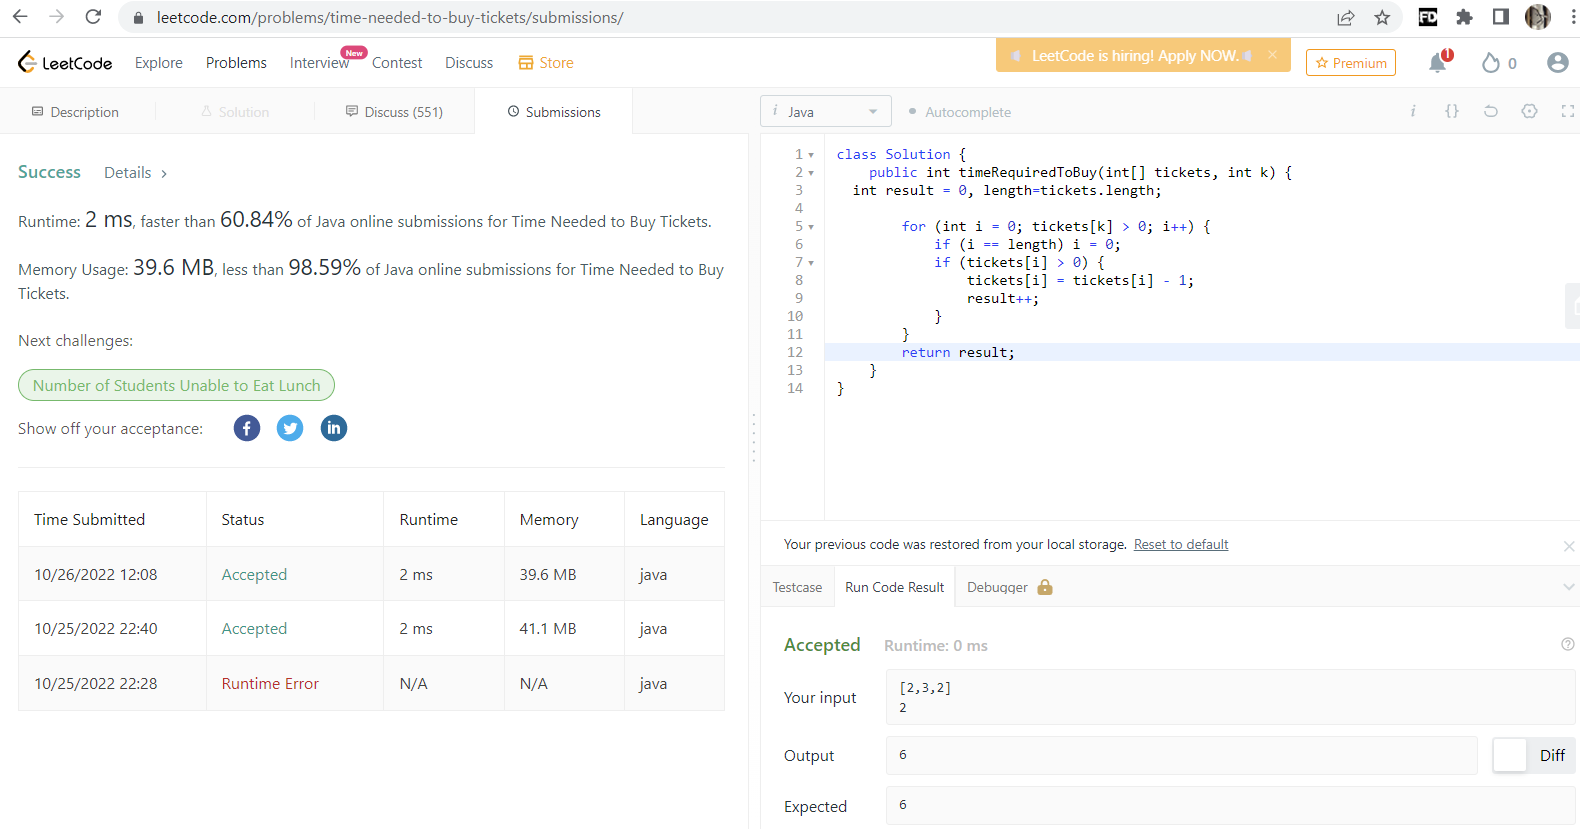 leetcode.com/problems/time-needed-to-buy-tickets/submissions/
FD
LeetCode Explore Problems Interview New Contest Discuss Store LeetCode is hiring! Apply NOW. × Premium 1 0
Description Solution Discuss (551) Submissions
i Java Autocomplete i {}
Success Details >
Runtime: 2 ms, faster than 60.84% of Java online submissions for Time Needed to Buy Tickets.
Memory Usage: 39.6 MB, less than 98.59% of Java online submissions for Time Needed to Buy
Tickets.
Next challenges:
Number of Students Unable to Eat Lunch
Show off your acceptance: f in
Time Submitted Status Runtime Memory Language
10/26/2022 12:08 Accepted 2 ms 39.6 MB java
10/25/2022 22:40 Accepted 2 ms 41.1 MB java
10/25/2022 22:28 Runtime Error N/A N/A java
1 class Solution {
2     public int timeRequiredToBuy(int[] tickets, int k) {
3   int result = 0, length=tickets.length;
4
5         for (int i = 0; tickets[k] > 0; i++) {
6             if (i == length) i = 0;
7             if (tickets[i] > 0) {
8                 tickets[i] = tickets[i] - 1;
9                 result++;
10             }
11         }
12         return result;
13     }
14 }
Your previous code was restored from your local storage. Reset to default
Testcase Run Code Result Debugger
Accepted Runtime: 0 ms
Your input
[2,3,2]
2
Output 6 Diff
Expected 6